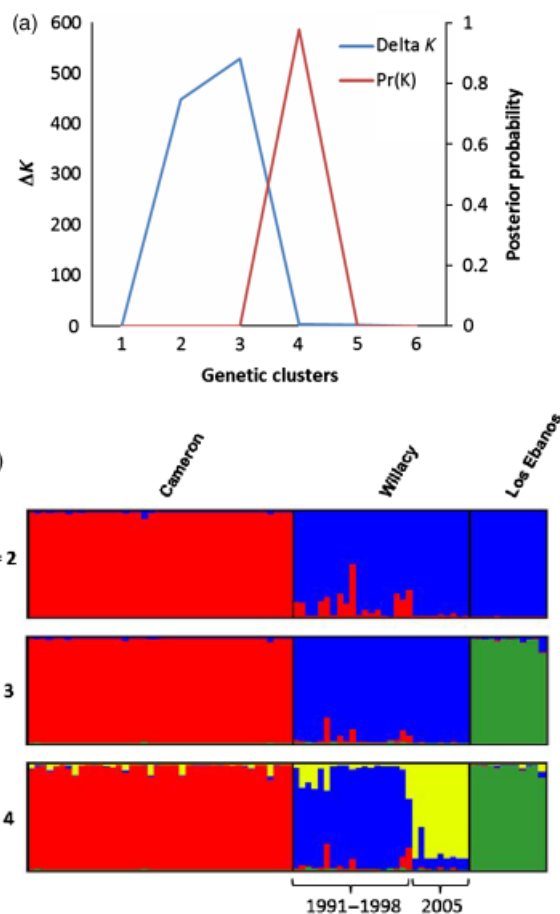 (a)
600
500
400
300
200
100
0
ΔK
Delta K
Pr(K)
1
0.8
0.6
0.4
0.2
0
Posterior probability
1 2 3 4 5 6
Genetic clusters
)
Cameron
Willacy
Los Ebanos
= 2
3
4
1991–1998 2005